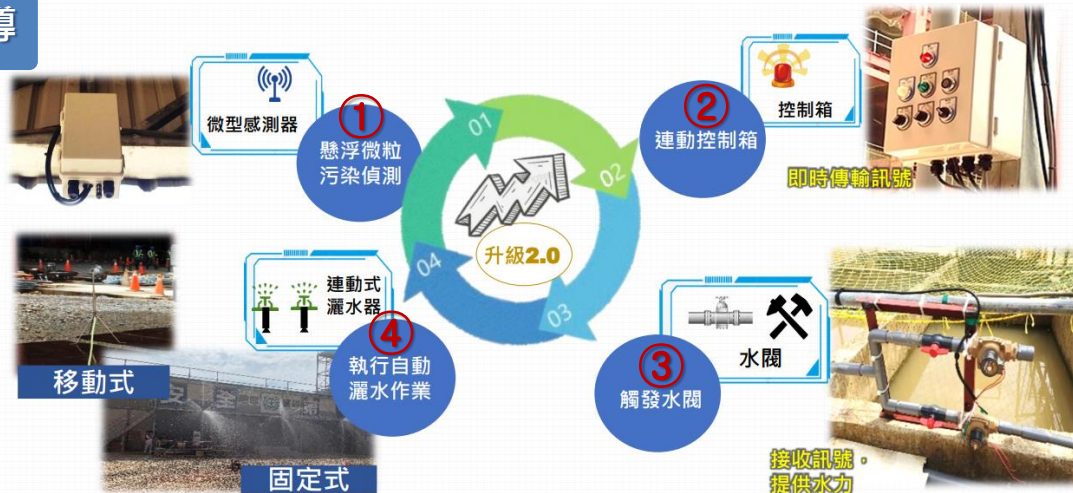 導
微型感測器
①
懸浮微粒
污染偵測
01
02
03
04
升級2.0
②
連動控制箱
控制箱
即時傳輸訊號
③
觸發水閥
水閥
接收訊號,
提供水力
④
執行自動
灑水作業
連動式
灑水器
移動式
固定式
安全